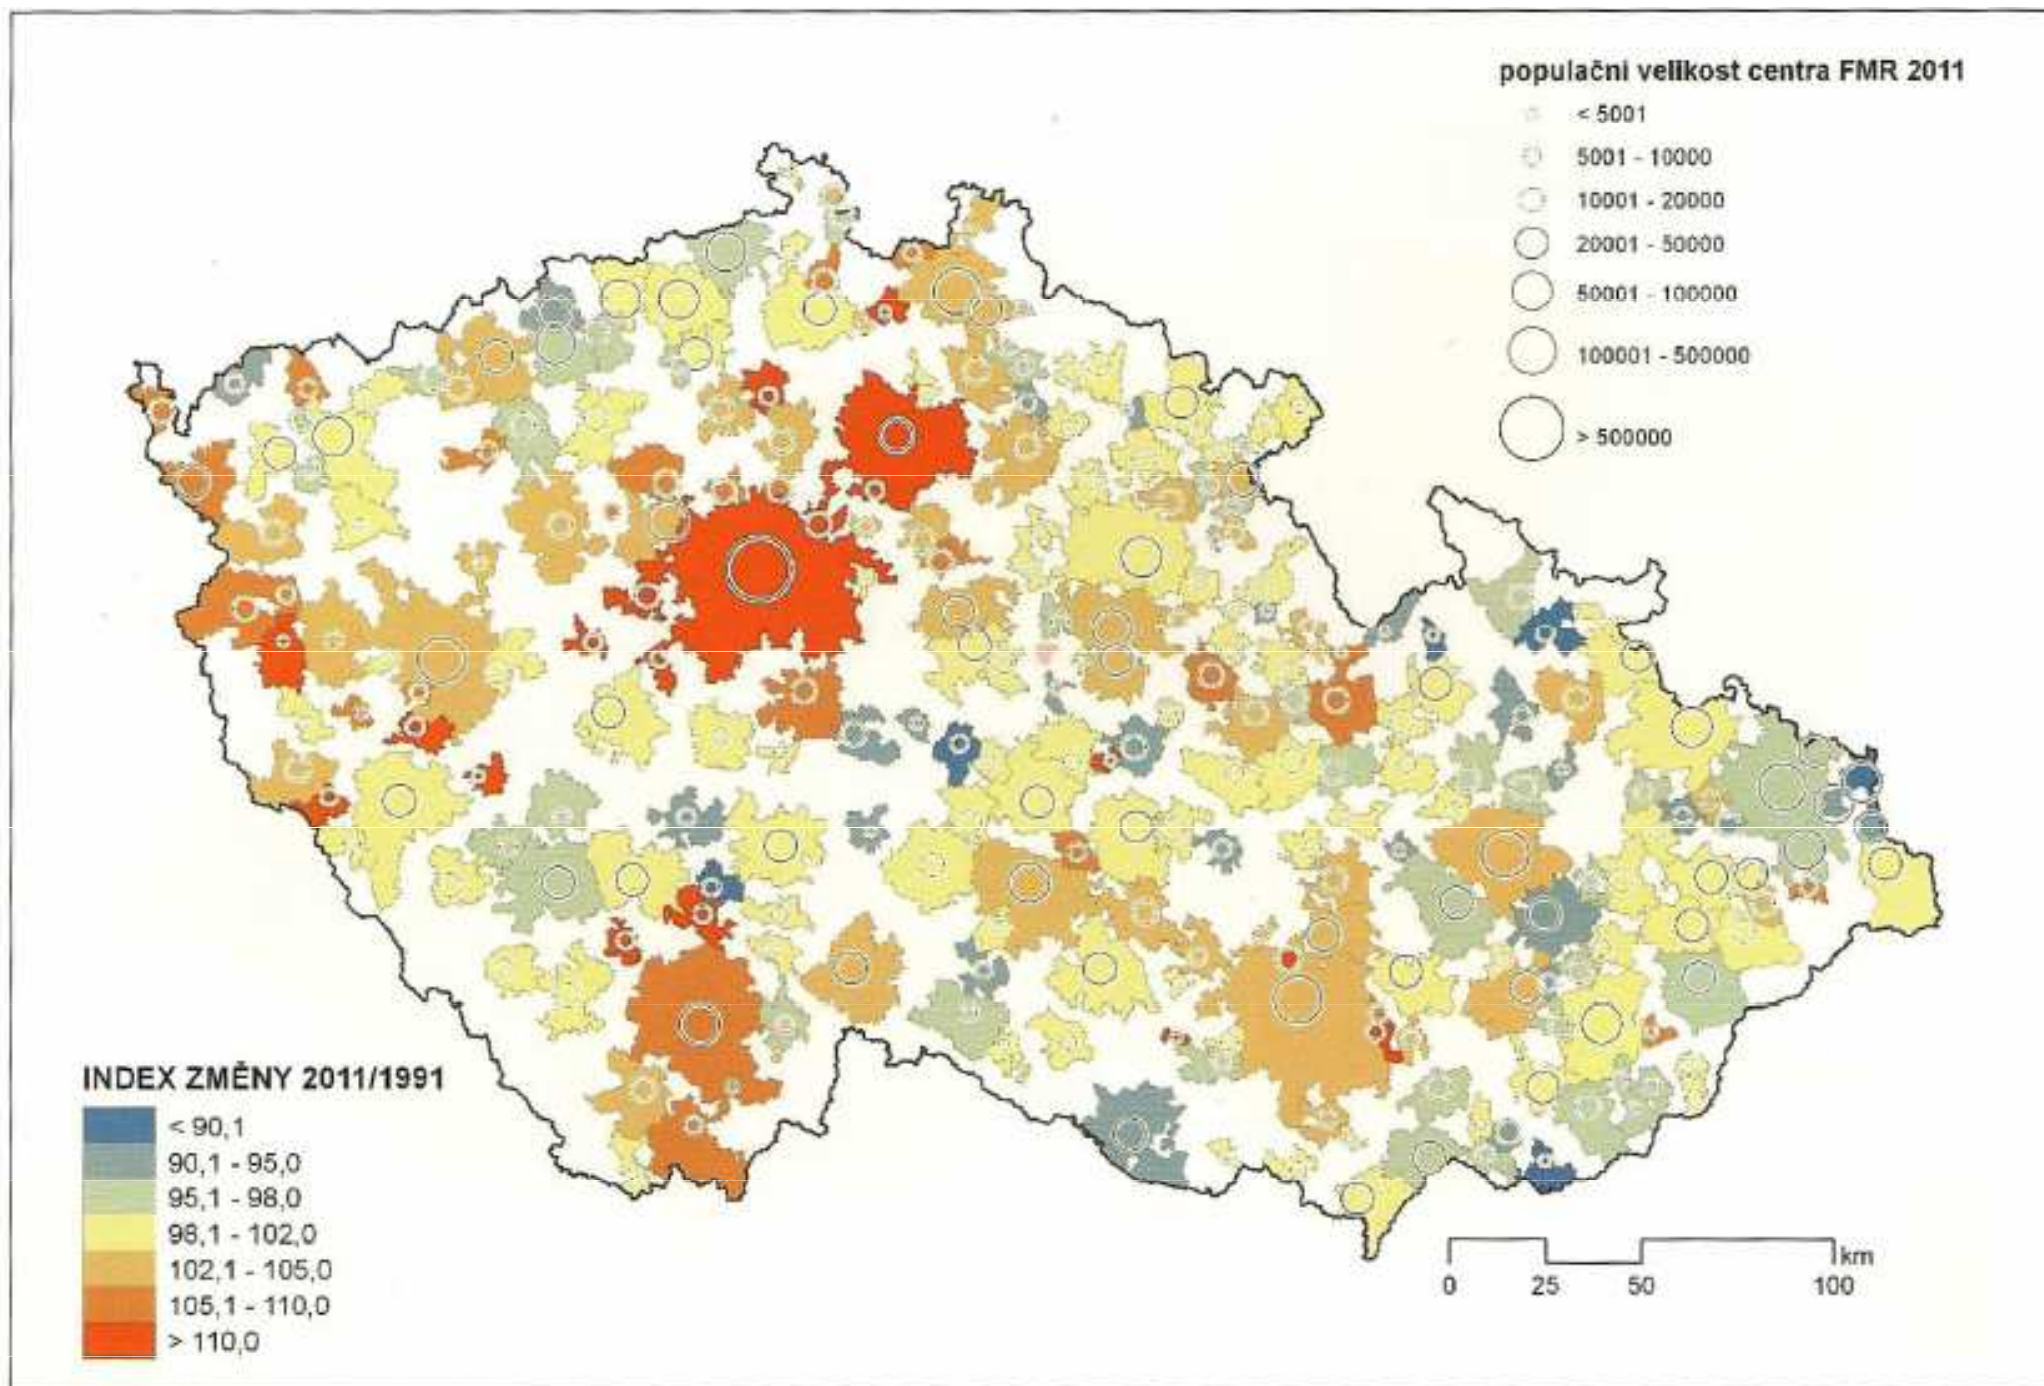 populační velikost centra FMR 2011
< 5001
5001 - 10000
10001 - 20000
20001 - 50000
50001 - 100000
100001 - 500000
> 500000
INDEX ZMĚNY 2011/1991
< 90,1
90,1 - 95,0
95,1 - 98,0
98,1 - 102,0
102,1 - 105,0
105,1 - 110,0
> 110,0
km
0 25 50 100